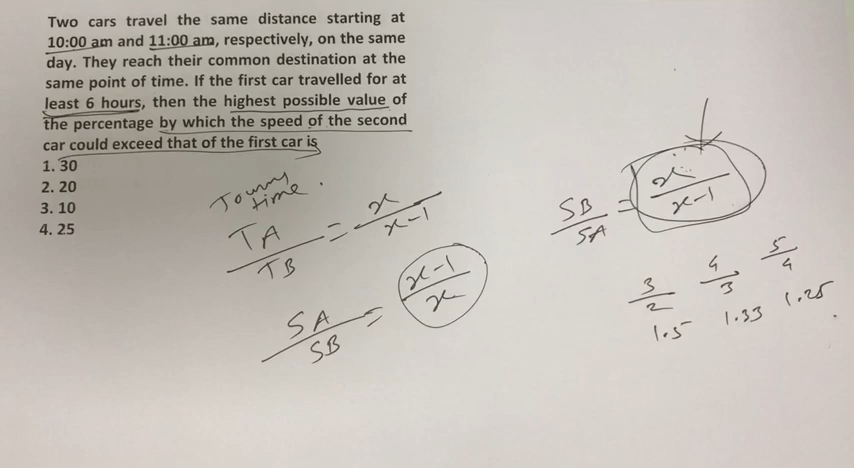 Two cars travel the same distance starting at
10:00 am and 11:00 am, respectively, on the same
day. They reach their common destination at the
same point of time. If the first car travelled for at
least 6 hours, then the highest possible value of
the percentage by which the speed of the second
car could exceed that of the first car is
1. 30
2. 20
3. 10
4. 25
time.
TA/TB = x/x-1
SA/SB = x-1/x
SB/SA = x/x-1
3/2 4/3 5/4
1.5 1.33 1.25